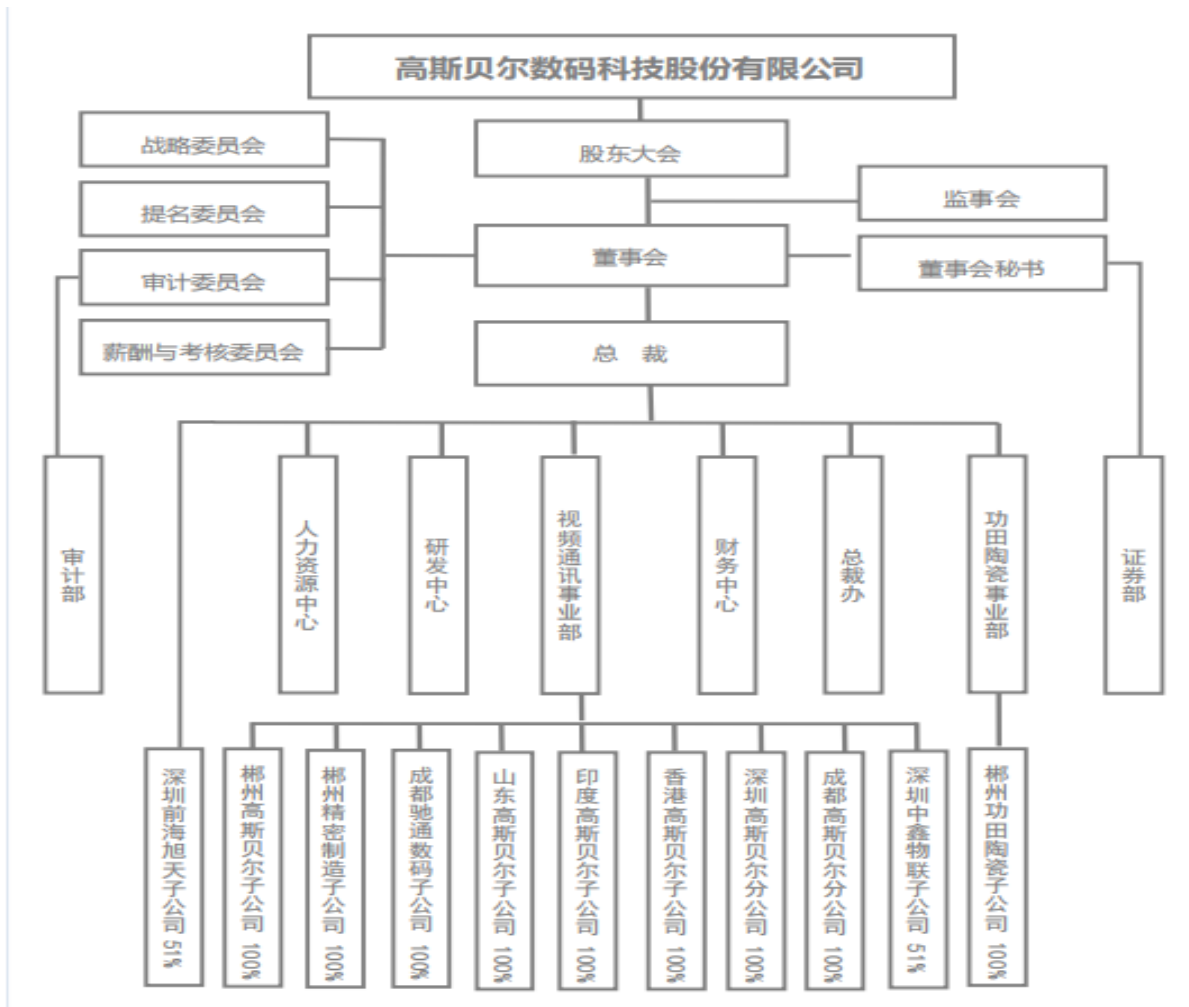 高斯贝尔数码科技股份有限公司
战略委员会
股东大会
提名委员会
监事会
董事会
审计委员会
董事会秘书
薪酬与考核委员会
总 裁
审计部
人力资源中心
研发中心
视频通讯事业部
财务中心
总裁办
功田陶瓷事业部
证券部
深圳前海旭天子公司 51%
郴州高斯贝尔子公司 100%
郴州精密制造子公司 100%
成都驰通数码子公司 100%
山东高斯贝尔子公司 100%
印度高斯贝尔子公司 100%
香港高斯贝尔子公司 100%
深圳高斯贝尔分公司 100%
成都高斯贝尔分公司 100%
深圳中鑫物联子公司 51%
郴州功田陶瓷子公司 100%